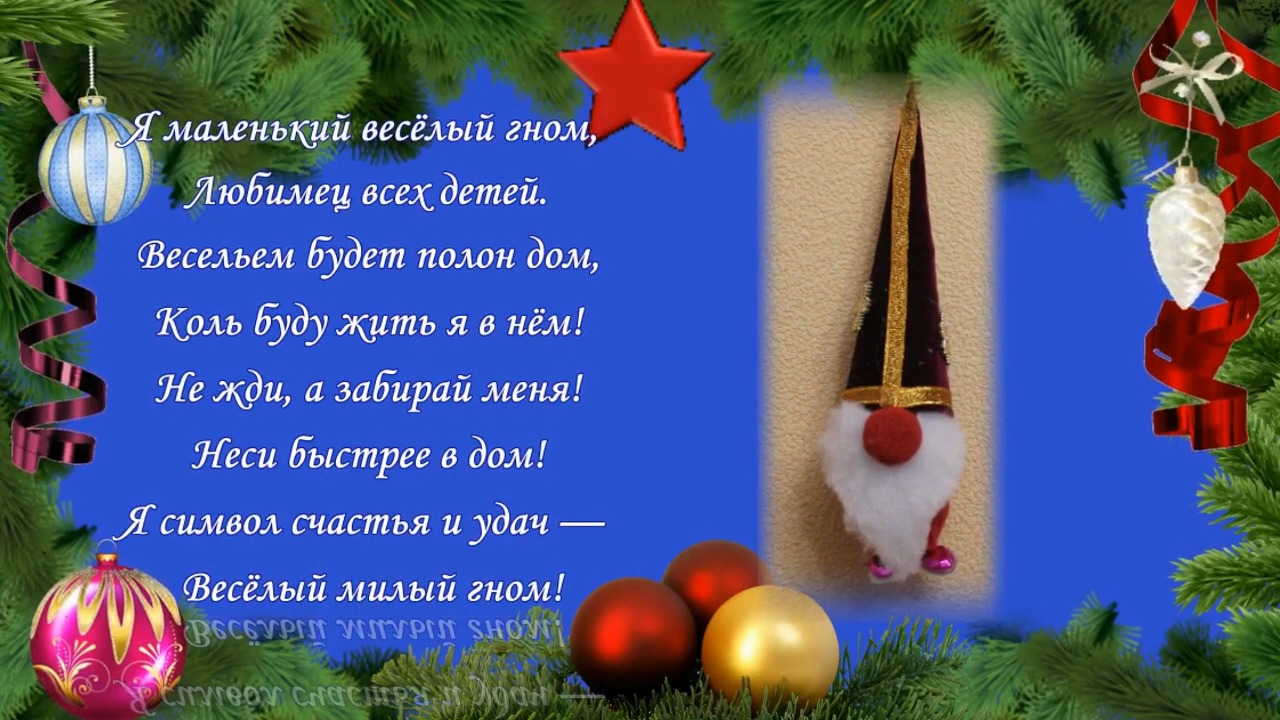 Я маленький весёлый гном,
Любимец всех детей.
Весельем будет полон дом,
Коль буду жить я в нём!
Не жди, а забирай меня!
Неси быстрее в дом!
Я символ счастья и удач —
Весёлый милый гном!